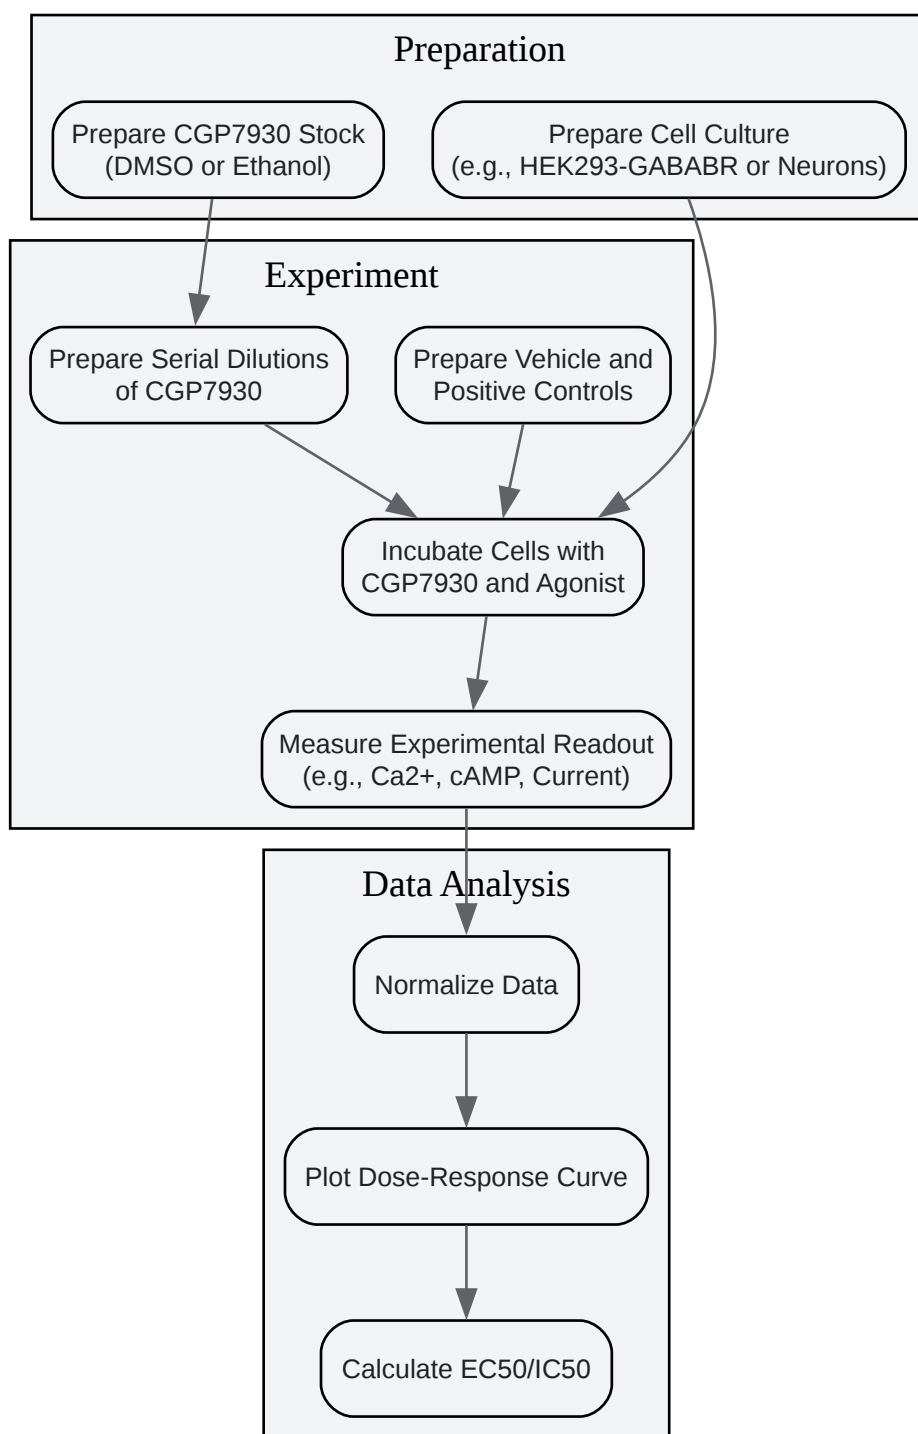 Preparation
Prepare CGP7930 Stock
(DMSO or Ethanol)
Prepare Cell Culture
(e.g., HEK293-GABABR or Neurons)
Experiment
Prepare Serial Dilutions
of CGP7930
Prepare Vehicle and
Positive Controls
Incubate Cells with
CGP7930 and Agonist
Measure Experimental Readout
(e.g., Ca2+, cAMP, Current)
Data Analysis
Normalize Data
Plot Dose-Response Curve
Calculate EC50/IC50